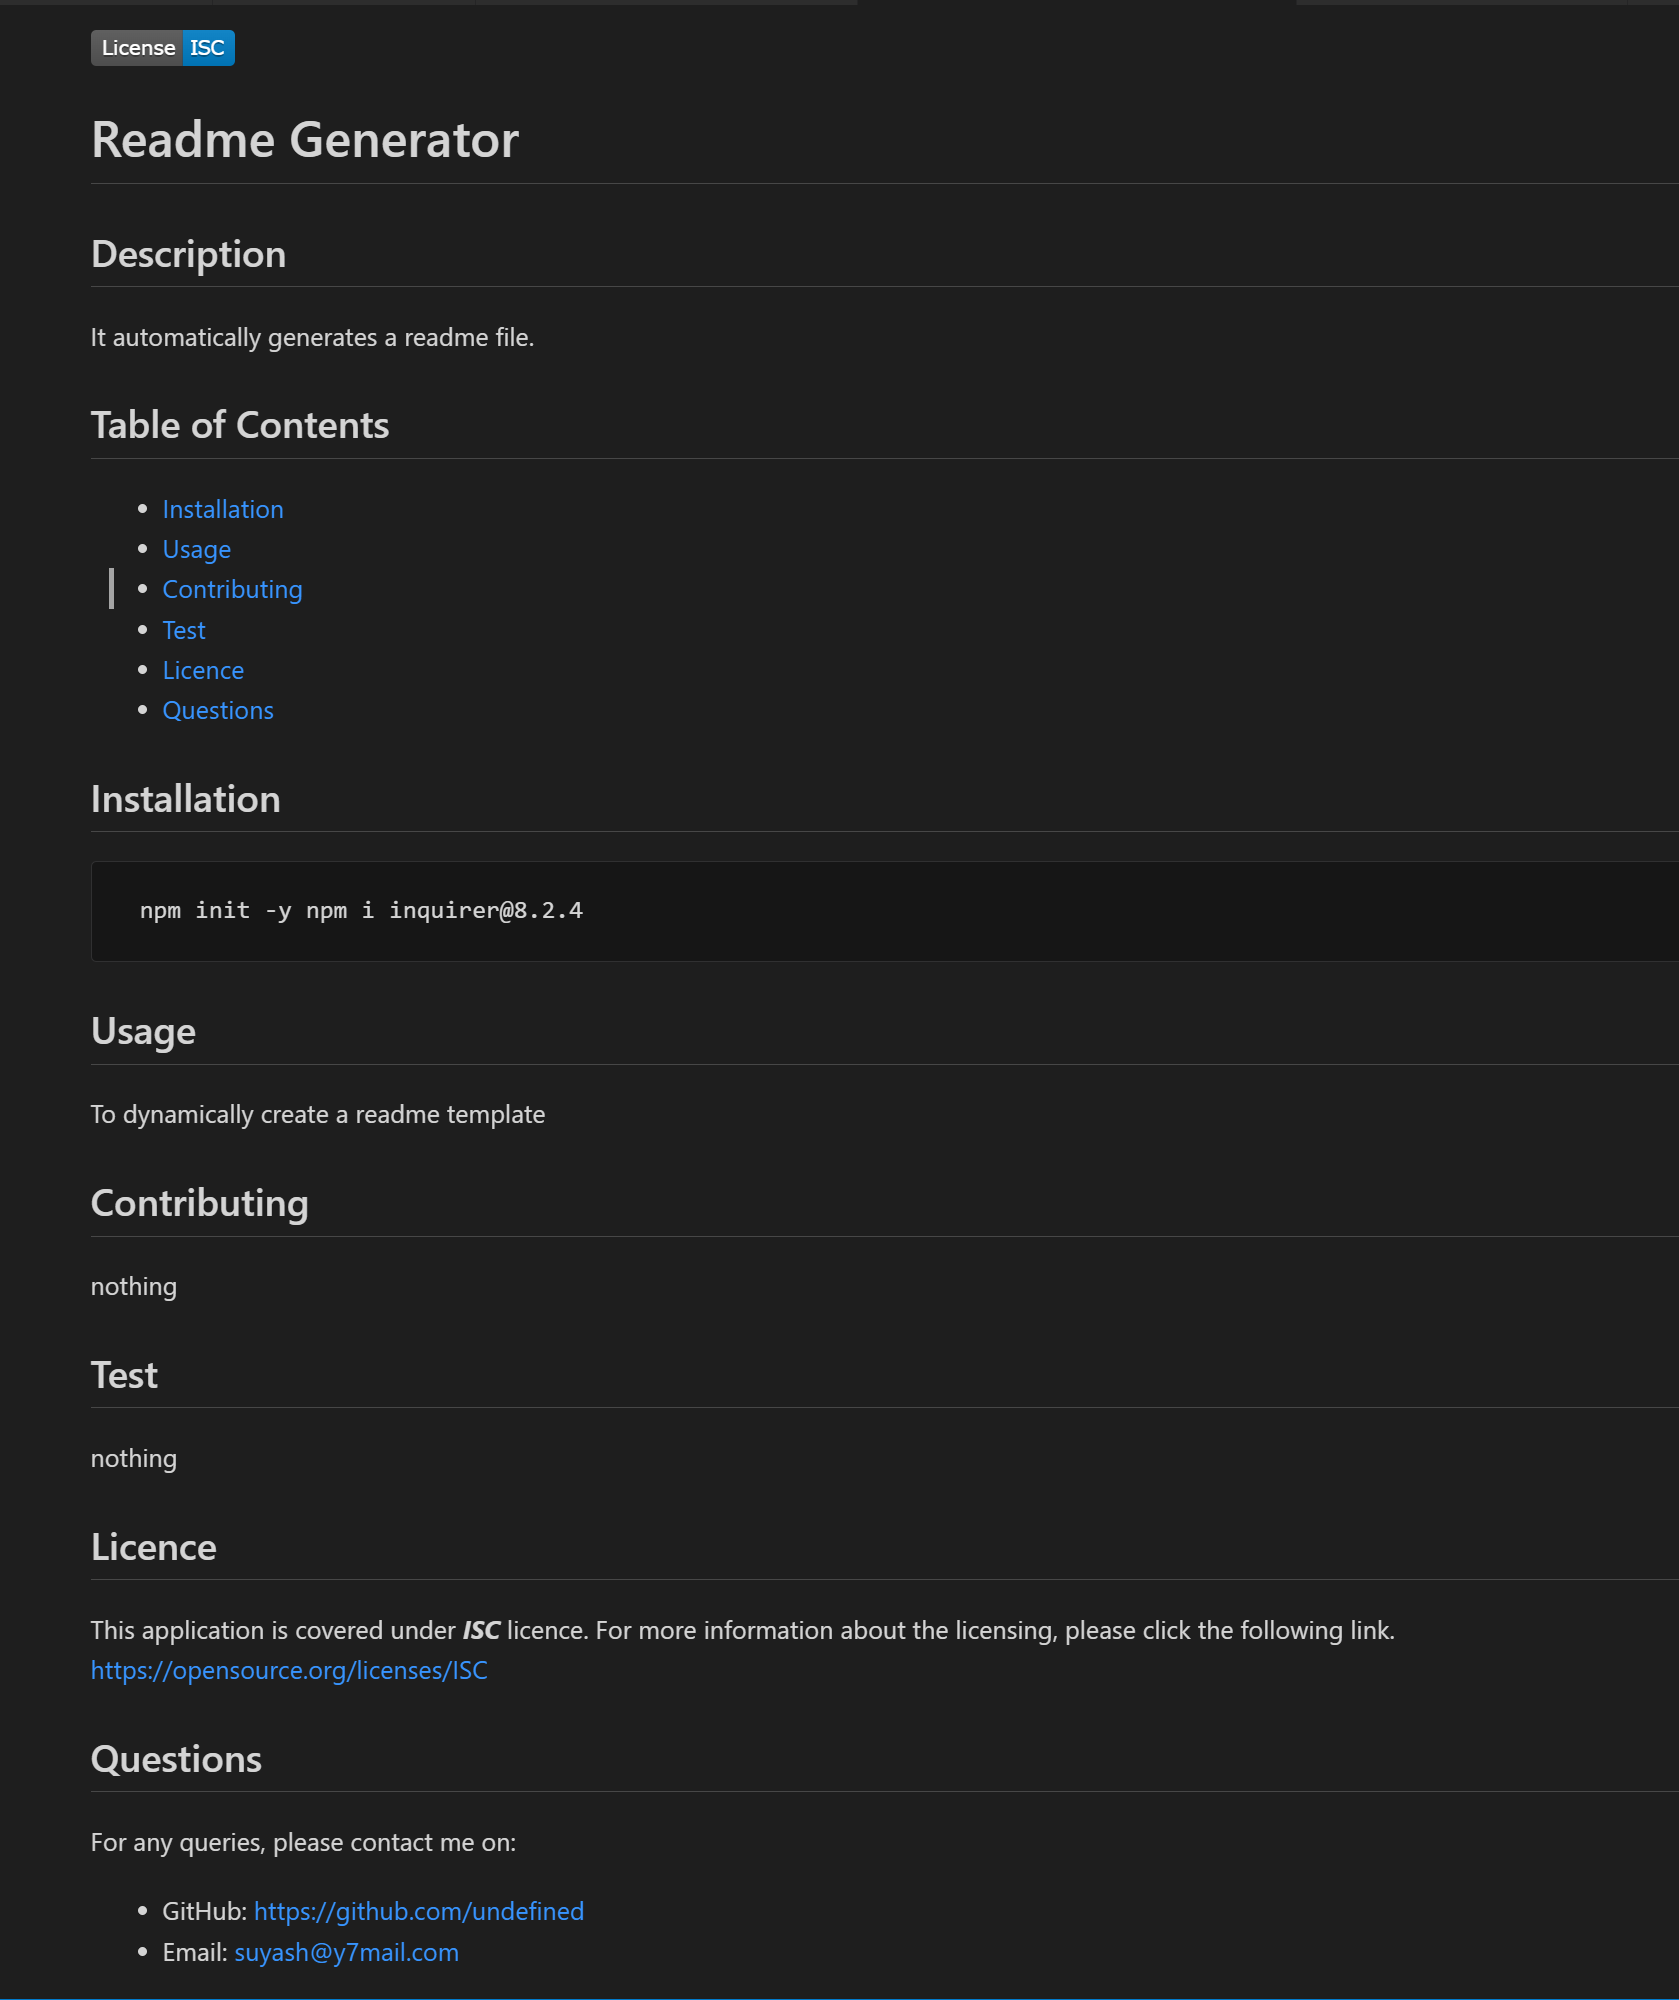 License ISC
Readme Generator
Description
It automatically generates a readme file.
Table of Contents
Installation
Usage
Contributing
Test
Licence
Questions
Installation
npm init -y npm i inquirer@8.2.4
Usage
To dynamically create a readme template
Contributing
nothing
Test
nothing
Licence
This application is covered under ISC licence. For more information about the licensing, please click the following link.
https://opensource.org/licenses/ISC
Questions
For any queries, please contact me on:
GitHub: https://github.com/undefined
Email: suyash@y7mail.com